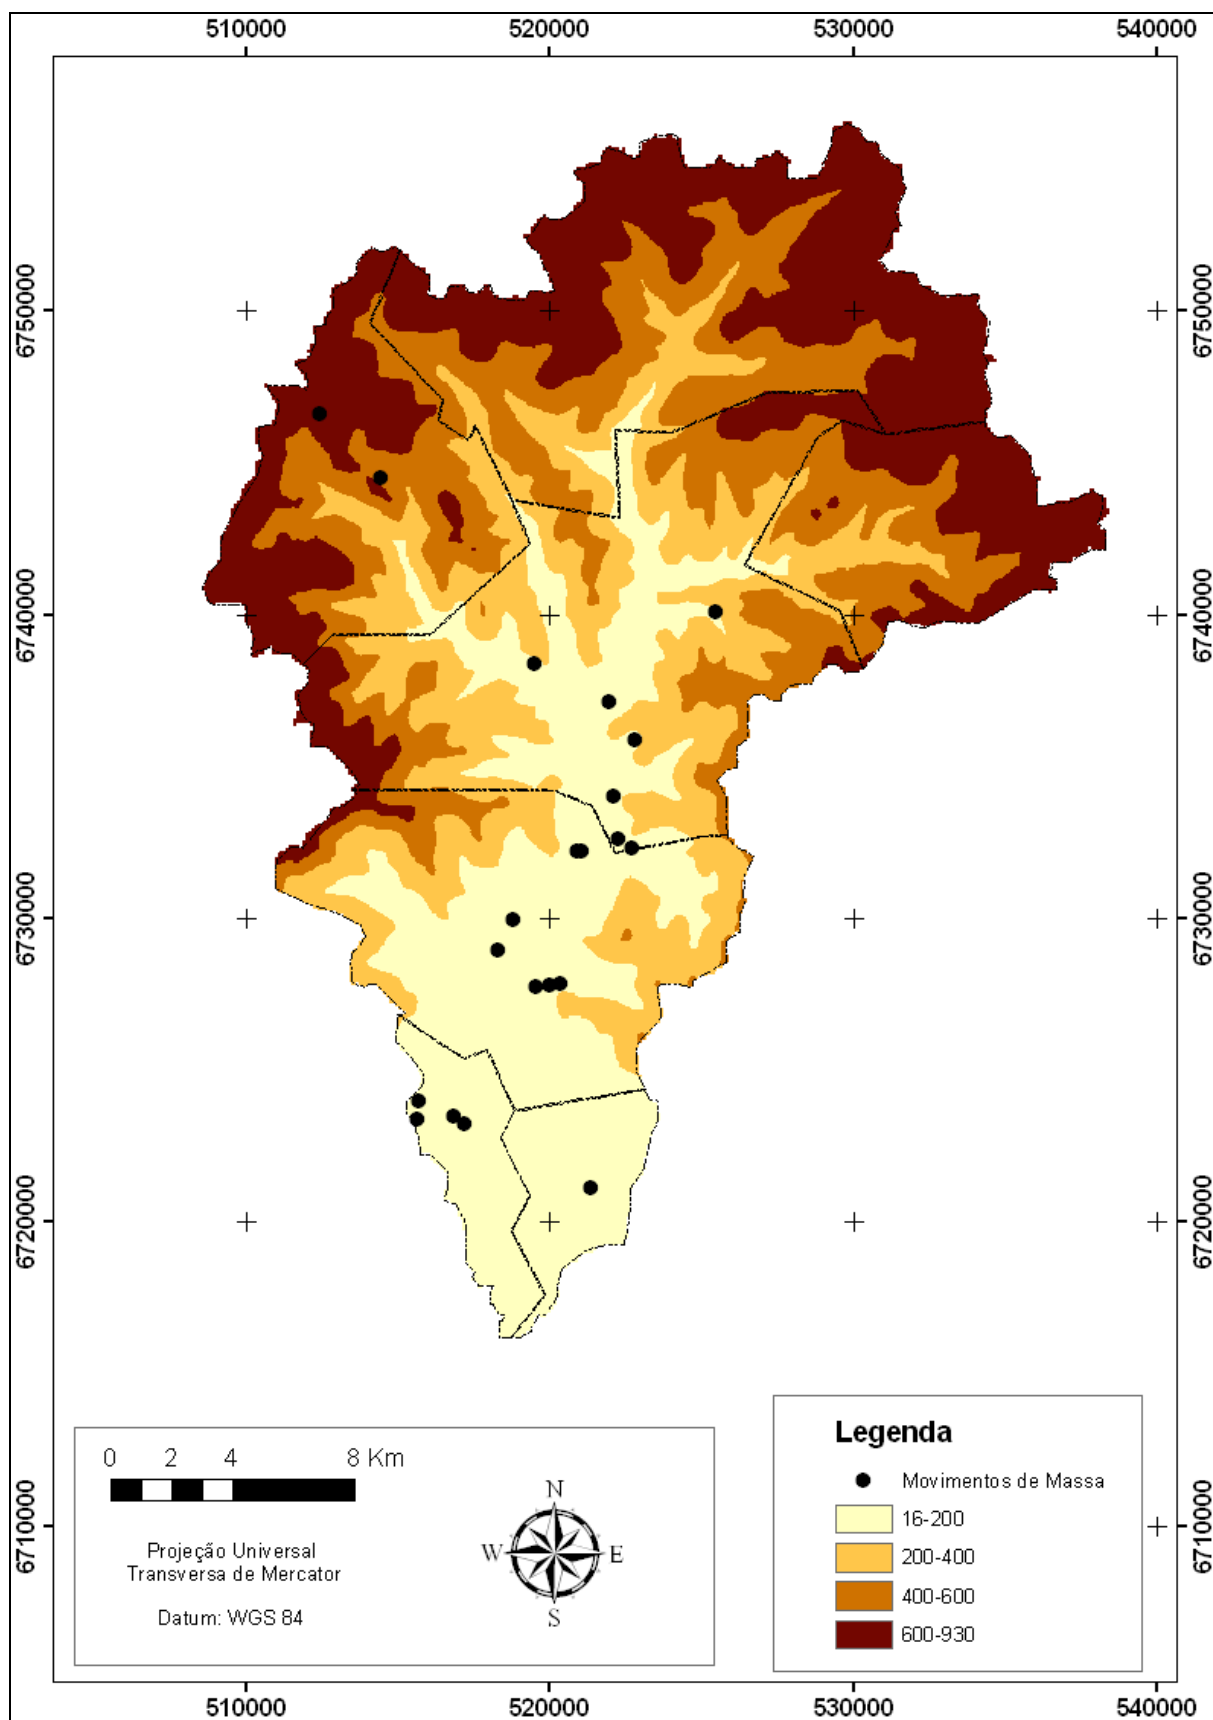 510000 520000 530000 540000
6750000 6750000
6740000 6740000
6730000 6730000
6720000 6720000
6710000 6710000
0 2 4 8 Km
Projeção Universal
Transversa de Mercator
Datum: WGS 84
N
W E
S
Legenda
Movimentos de Massa
16-200
200-400
400-600
600-930
510000 520000 530000 540000